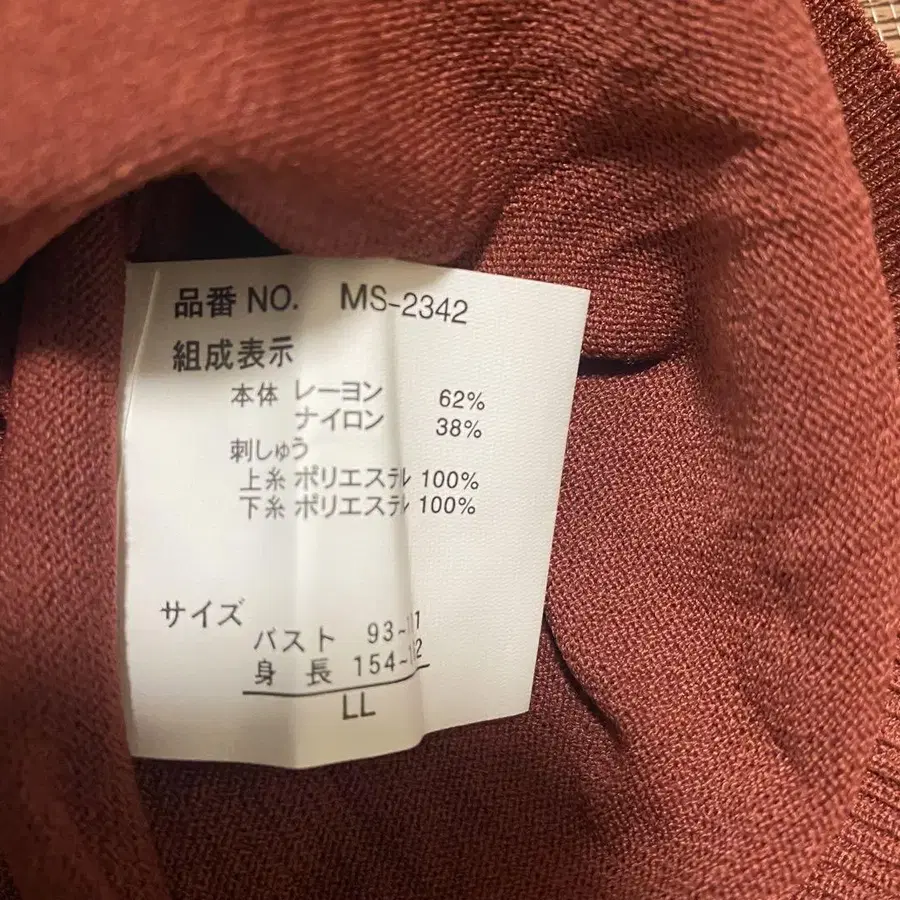 品番 NO. MS-2342
組成表示
本体 レーヨン 62%
ナイロン 38%
刺しゅう
上糸 ポリエステル 100%
下糸 ポリエステル 100%
サイズ
バスト 93~
身長 154~
LL